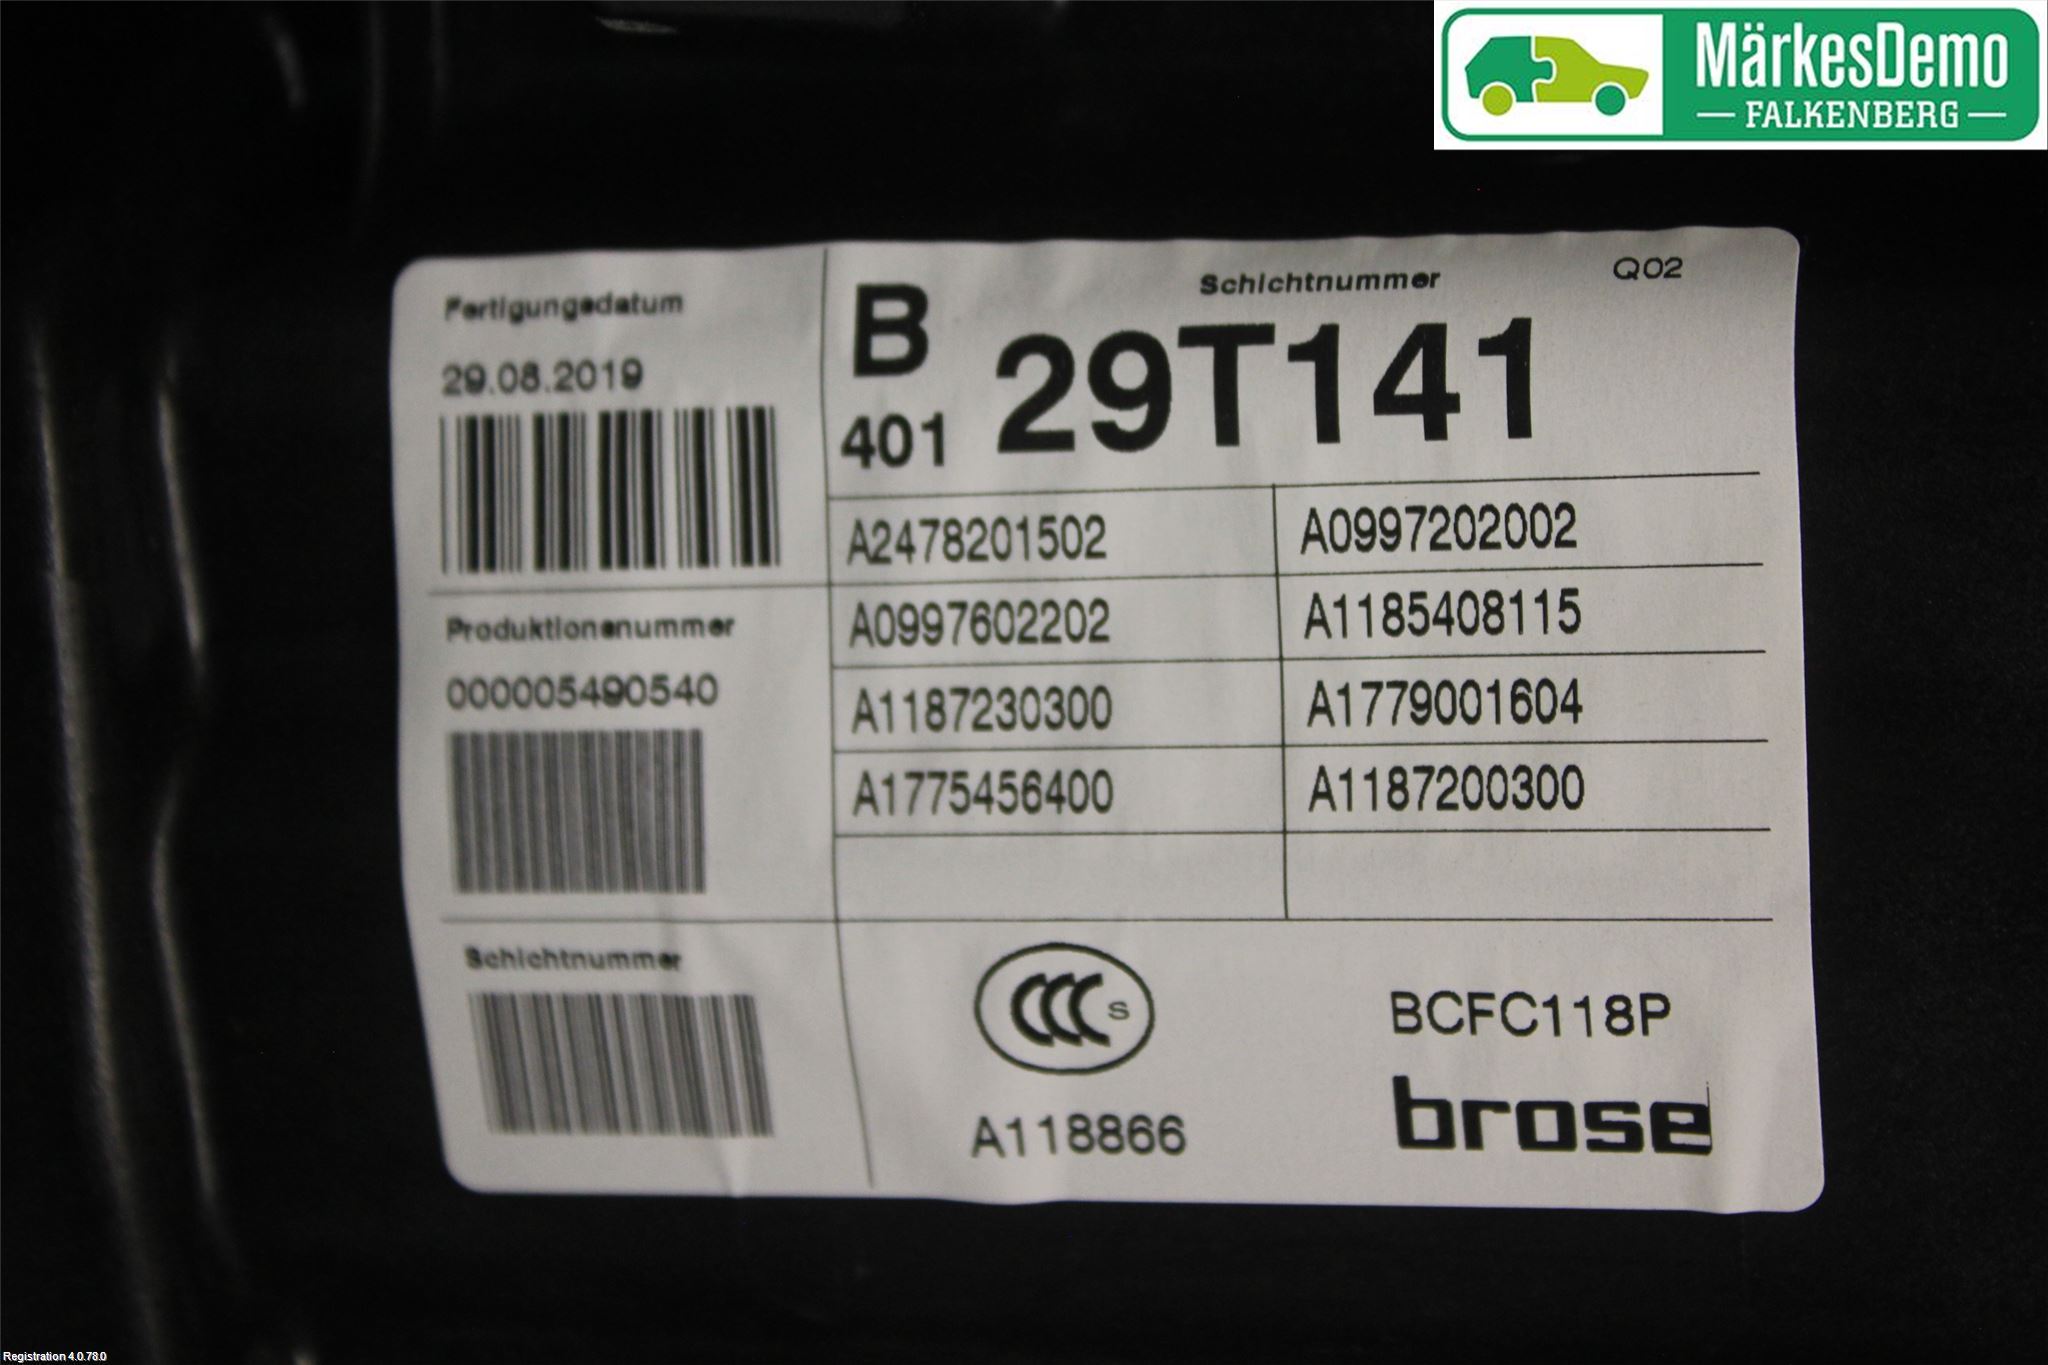 MärkesDemo
FALKENBERG
Fertigungsdatum
29.08.2019
B
401
Schichtnummer
Q02
29T141
A2478201502 A0997202002
A0997602202 A1185408115
A1187230300 A1779001604
A1775456400 A1187200300
Produktionsnummer
000005490540
Schichtnummer
CCC S
A118866
BCFC118P
brose
Registration 4.0.78.0